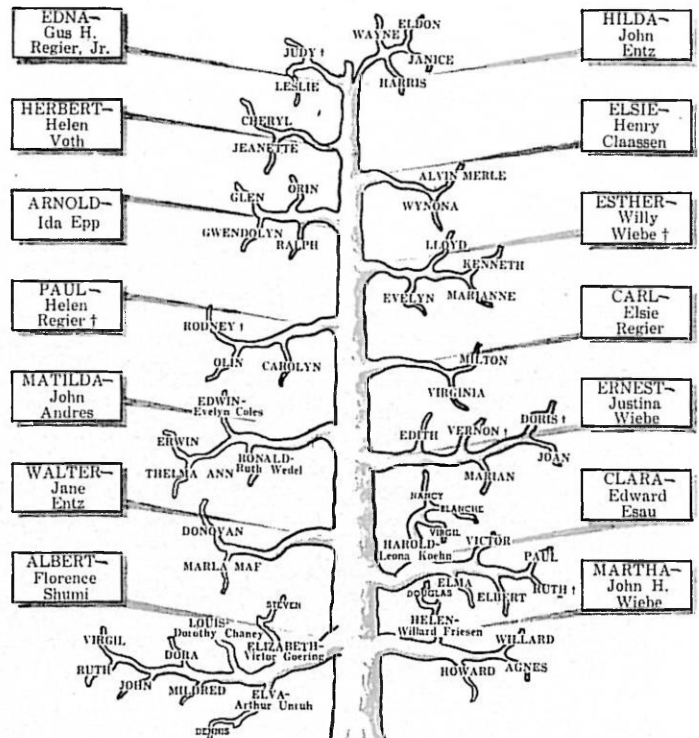 EDNA—
Gus H.
Regier, Jr.
HERBERT—
Helen
Voth
ARNOLD—
Ida Epp
PAUL—
Helen
Regier †
MATILDA—
John
Andres
WALTER—
Jane
Entz
ALBERT—
Florence
Shumi
JUDY †
LESLIE
CHERYL
JEANETTE
GLEN
ORIN
GWENDOLYN
RALPH
RODNEY †
OLIN
CAROLYN
EDWIN-
Evelyn Coles
ERWIN
THELMA ANN
RONALD-
Ruth Wedel
DONOVAN
MARLA MAE
STEVEN
LOUIS-
Dorothy Chaney
ELIZABETH-
Victor Goering
VIRGIL
DORA
RUTH
JOHN
MILDRED
ELVA-
Arthur Unruh
DENNIS
WAYNE
ELDON
JANICE
HARRIS
ALVIN MERLE
WYNONA
LLOYD
KENNETH
EVELYN
MARIANNE
MILTON
VIRGINIA
EDITH
VERNON †
DORIS †
JOAN
MARIAN
NANCY
BLANCHE
VIRGIL
HAROLD-
Leona Koehn
VICTOR
PAUL
RUTH †
ELMA
ELBERT
DOUGLAS
HELEN-
Willard Friesen
WILLARD
HOWARD
AGNES
HILDA—
John
Entz
ELSIE—
Henry
Claassen
ESTHER—
Willy
Wiebe †
CARL—
Elsie
Regier
ERNEST—
Justina
Wiebe
CLARA—
Edward
Esau
MARTHA—
John H.
Wiebe